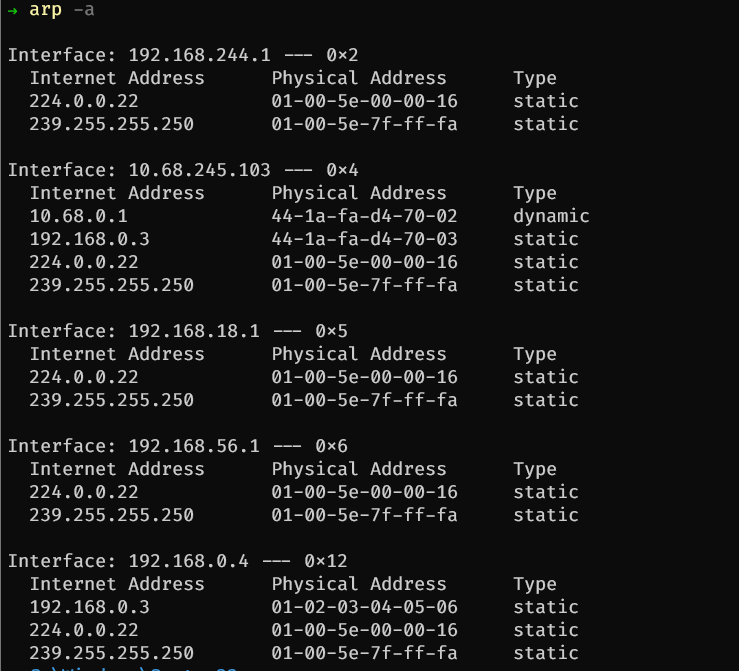 → arp -a
Interface: 192.168.244.1 --- 0×2
Internet Address Physical Address Type
224.0.0.22 01-00-5e-00-00-16 static
239.255.255.250 01-00-5e-7f-ff-fa static
Interface: 10.68.245.103 --- 0×4
Internet Address Physical Address Type
10.68.0.1 44-1a-fa-d4-70-02 dynamic
192.168.0.3 44-1a-fa-d4-70-03 static
224.0.0.22 01-00-5e-00-00-16 static
239.255.255.250 01-00-5e-7f-ff-fa static
Interface: 192.168.18.1 --- 0×5
Internet Address Physical Address Type
224.0.0.22 01-00-5e-00-00-16 static
239.255.255.250 01-00-5e-7f-ff-fa static
Interface: 192.168.56.1 --- 0×6
Internet Address Physical Address Type
224.0.0.22 01-00-5e-00-00-16 static
239.255.255.250 01-00-5e-7f-ff-fa static
Interface: 192.168.0.4 --- 0×12
Internet Address Physical Address Type
192.168.0.3 01-02-03-04-05-06 static
224.0.0.22 01-00-5e-00-00-16 static
239.255.255.250 01-00-5e-7f-ff-fa static